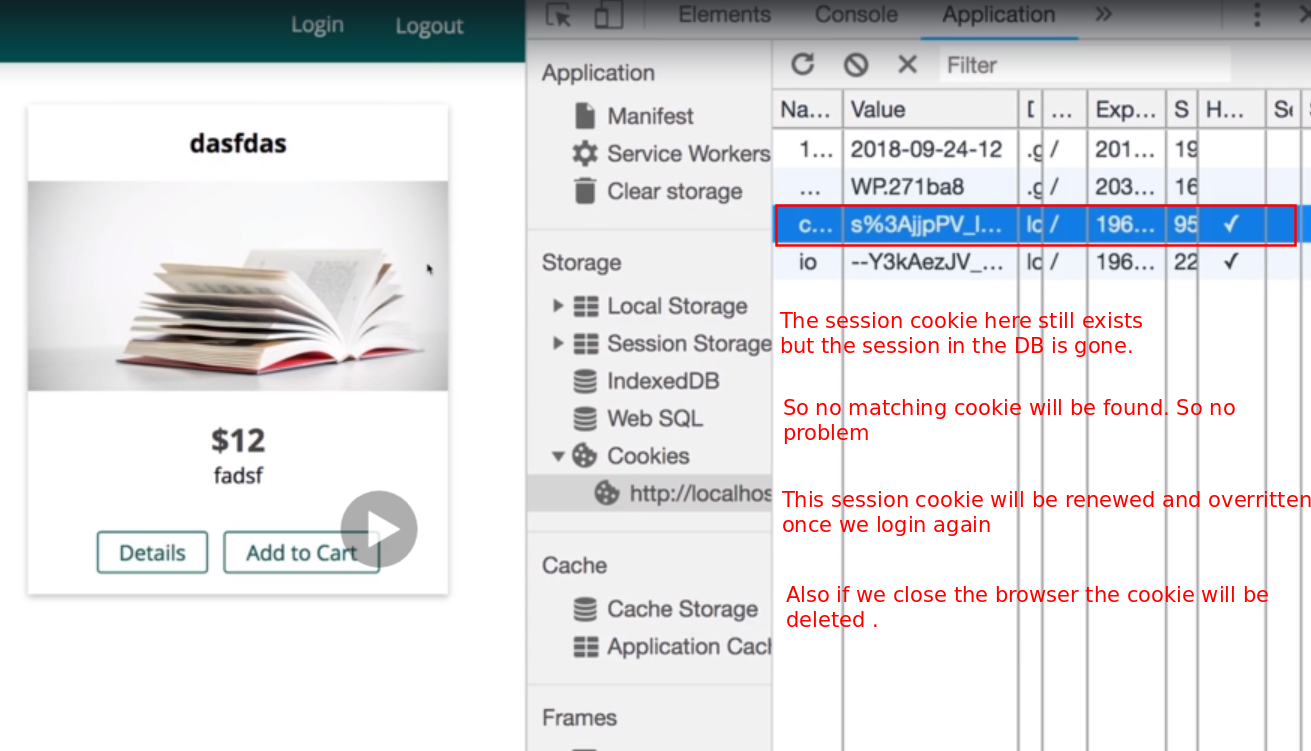 Login Logout
dasfdas
$12
fadsf
Details Add to Cart
Elements Console Application »
Application
Manifest
Service Workers
Clear storage
Storage
Local Storage
Session Storage
IndexedDB
Web SQL
Cookies
http://localhos
Cache
Cache Storage
Application Cach
Frames
Filter
Na... Value ... Exp... S H...
1... 2018-09-24-12 .g / 201... 19
... WP.271ba8 .g / 203... 16
c... s%3AjjpPV_l... lo / 196... 95 ✓
io --Y3kAezJV_... lo / 196... 22 ✓
The session cookie here still exists
but the session in the DB is gone.
So no matching cookie will be found. So no
problem
This session cookie will be renewed and overritten
once we login again
Also if we close the browser the cookie will be
deleted .